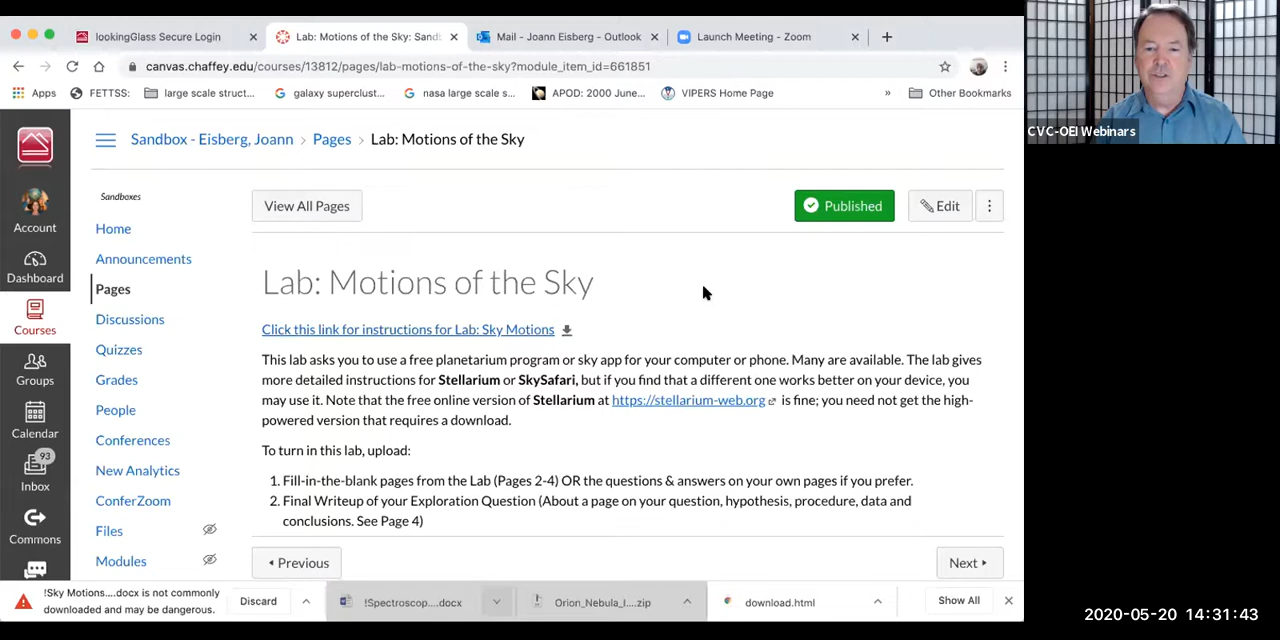 lookingGlass Secure Login
Lab: Motions of the Sky: Sand
Mail - Joann Eisberg - Outlook
Launch Meeting - Zoom
canvas.chaffey.edu/courses/13812/pages/lab-motions-of-the-sky?module_item_id=661851
Apps
FETTSS:
large scale struct...
galaxy superclust...
nasa large scale s...
APOD: 2000 June...
VIPERS Home Page
»
Other Bookmarks
CVC-OEI Webinars
Sandbox - Eisberg, Joann › Pages › Lab: Motions of the Sky
Account
Dashboard
Courses
Groups
Calendar
93
Inbox
Commons
Sandboxes
Home
Announcements
Pages
Discussions
Quizzes
Grades
People
Conferences
New Analytics
ConferZoom
Files
Modules
View All Pages
Published
Edit
Lab: Motions of the Sky
Click this link for instructions for Lab: Sky Motions
This lab asks you to use a free planetarium program or sky app for your computer or phone. Many are available. The lab gives
more detailed instructions for Stellarium or SkySafari, but if you find that a different one works better on your device, you
may use it. Note that the free online version of Stellarium at https://stellarium-web.org is fine; you need not get the high-
powered version that requires a download.
To turn in this lab, upload:
1. Fill-in-the-blank pages from the Lab (Pages 2-4) OR the questions & answers on your own pages if you prefer.
2. Final Writeup of your Exploration Question (About a page on your question, hypothesis, procedure, data and
conclusions. See Page 4)
Previous
Next
!Sky Motions....docx is not commonly
downloaded and may be dangerous.
Discard
!Spectroscop....docx
Orion_Nebula_I....zip
download.html
Show All
2020-05-20 14:31:43